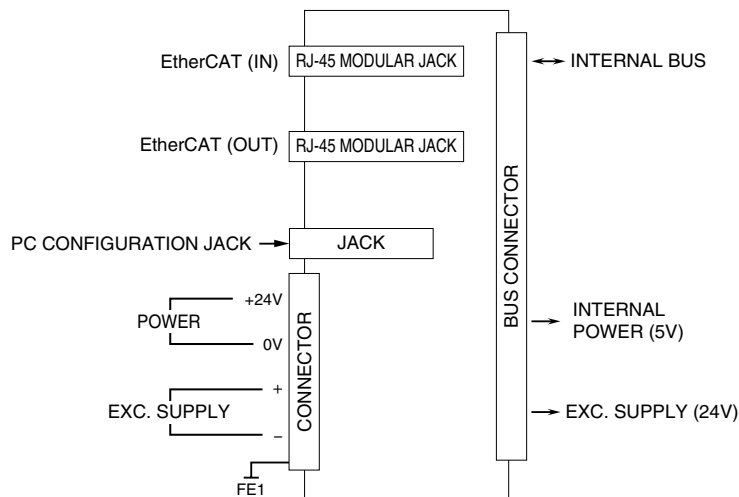 EtherCAT (IN)
RJ-45 MODULAR JACK
INTERNAL BUS
EtherCAT (OUT)
RJ-45 MODULAR JACK
BUS CONNECTOR
PC CONFIGURATION JACK
JACK
+24V
POWER
0V
CONNECTOR
INTERNAL
POWER (5V)
+
EXC. SUPPLY
−
EXC. SUPPLY (24V)
FE1